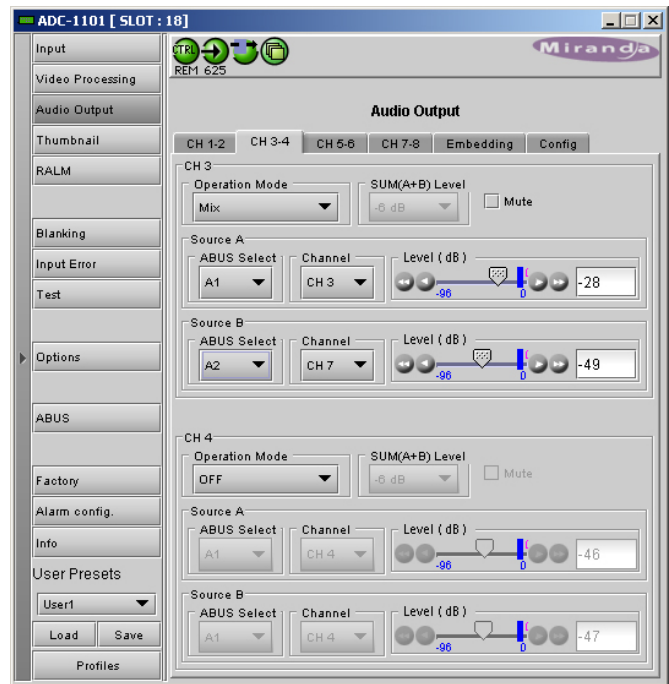 ADC-1101 [ SLOT : 18]
Input
Video Processing
Audio Output
Thumbnail
RALM
Blanking
Input Error
Test
Options
ABUS
Factory
Alarm config.
Info
User Presets
User1
Load Save
Profiles
CTRL
REM 625
Miranda
Audio Output
CH 1-2 CH 3-4 CH 5-6 CH 7-8 Embedding Config
CH 3
Operation Mode SUM(A+B) Level
Mix -6 dB Mute
Source A
ABUS Select Channel Level ( dB )
A1 CH 3 -28
-96 0
Source B
ABUS Select Channel Level ( dB )
A2 CH 7 -49
-96 0
CH 4
Operation Mode SUM(A+B) Level
OFF -6 dB Mute
Source A
ABUS Select Channel Level ( dB )
A1 CH 4 -46
-96 0
Source B
ABUS Select Channel Level ( dB )
A1 CH 4 -47
-96 0